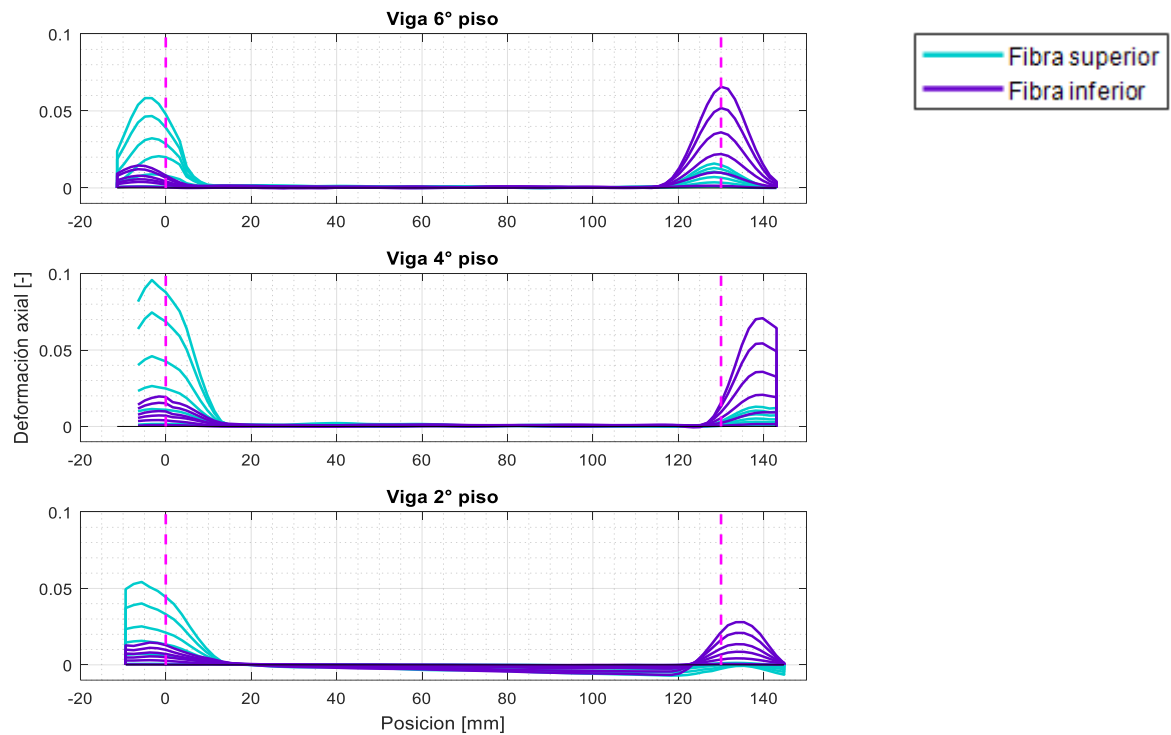 Viga 6° piso
0.1
0.05
0
-20 0 20 40 60 80 100 120 140
Fibra superior
Fibra inferior
Viga 4° piso
0.1
0.05
0
-20 0 20 40 60 80 100 120 140
Deformación axial [-]
Viga 2° piso
0.1
0.05
0
-20 0 20 40 60 80 100 120 140
Posicion [mm]